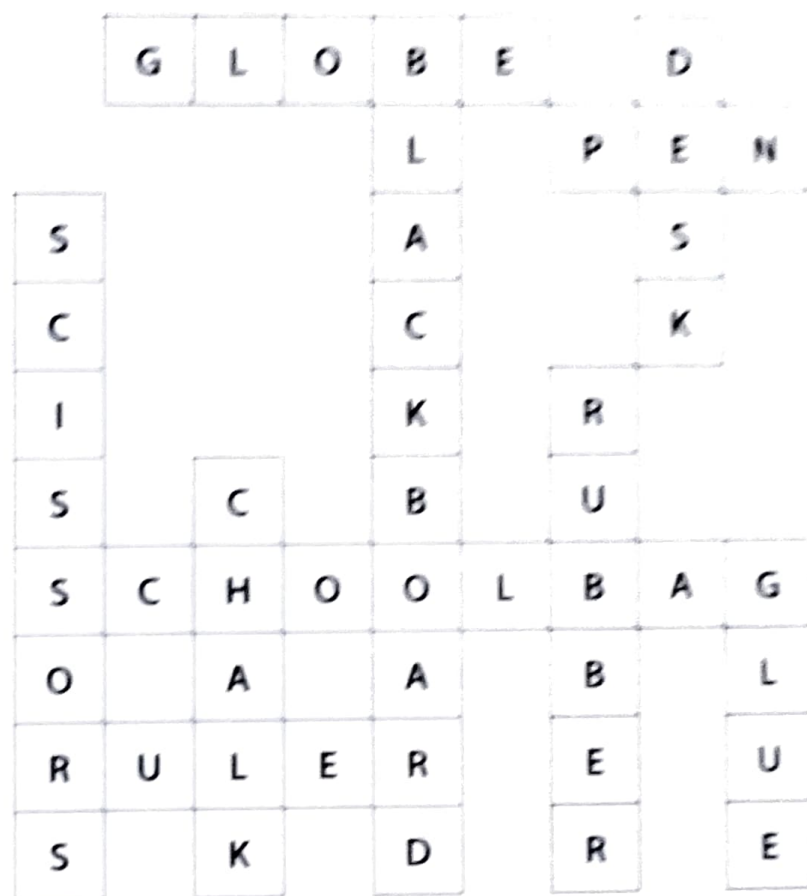 G L O B E D
L P E N
S A S
C C K
I K R
S C B U
S C H O O L B A G
O A A B L
R U L E R E U
S K D R E